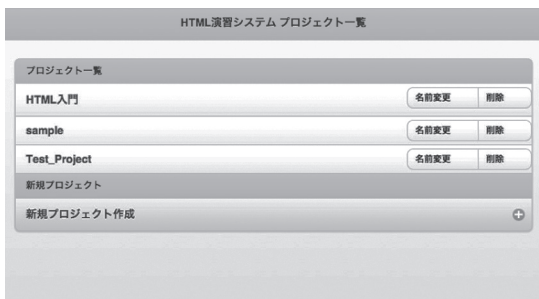 HTML演習システム プロジェクト一覧
プロジェクト一覧
HTML入門 名前変更 削除
sample 名前変更 削除
Test_Project 名前変更 削除
新規プロジェクト
新規プロジェクト作成